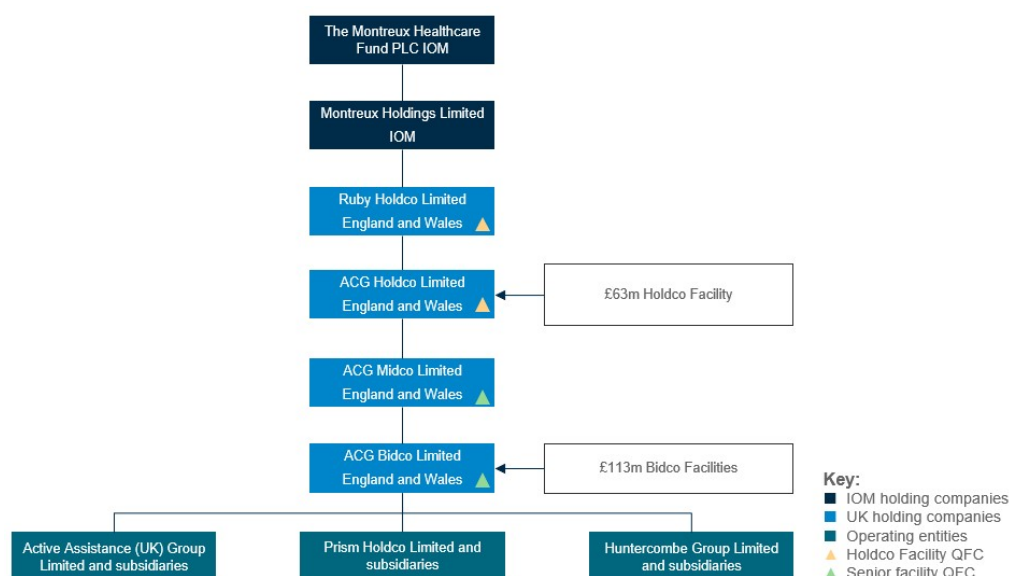 The Montreux Healthcare
Fund PLC IOM
Montreux Holdings Limited
IOM
Ruby Holdco Limited
England and Wales
ACG Holdco Limited
England and Wales
£63m Holdco Facility
ACG Midco Limited
England and Wales
ACG Bidco Limited
England and Wales
£113m Bidco Facilities
Active Assistance (UK) Group
Limited and subsidiaries
Prism Holdco Limited and
subsidiaries
Huntercombe Group Limited
and subsidiaries
Key:
IOM holding companies
UK holding companies
Operating entities
Holdco Facility QFC
Senior facility QFC